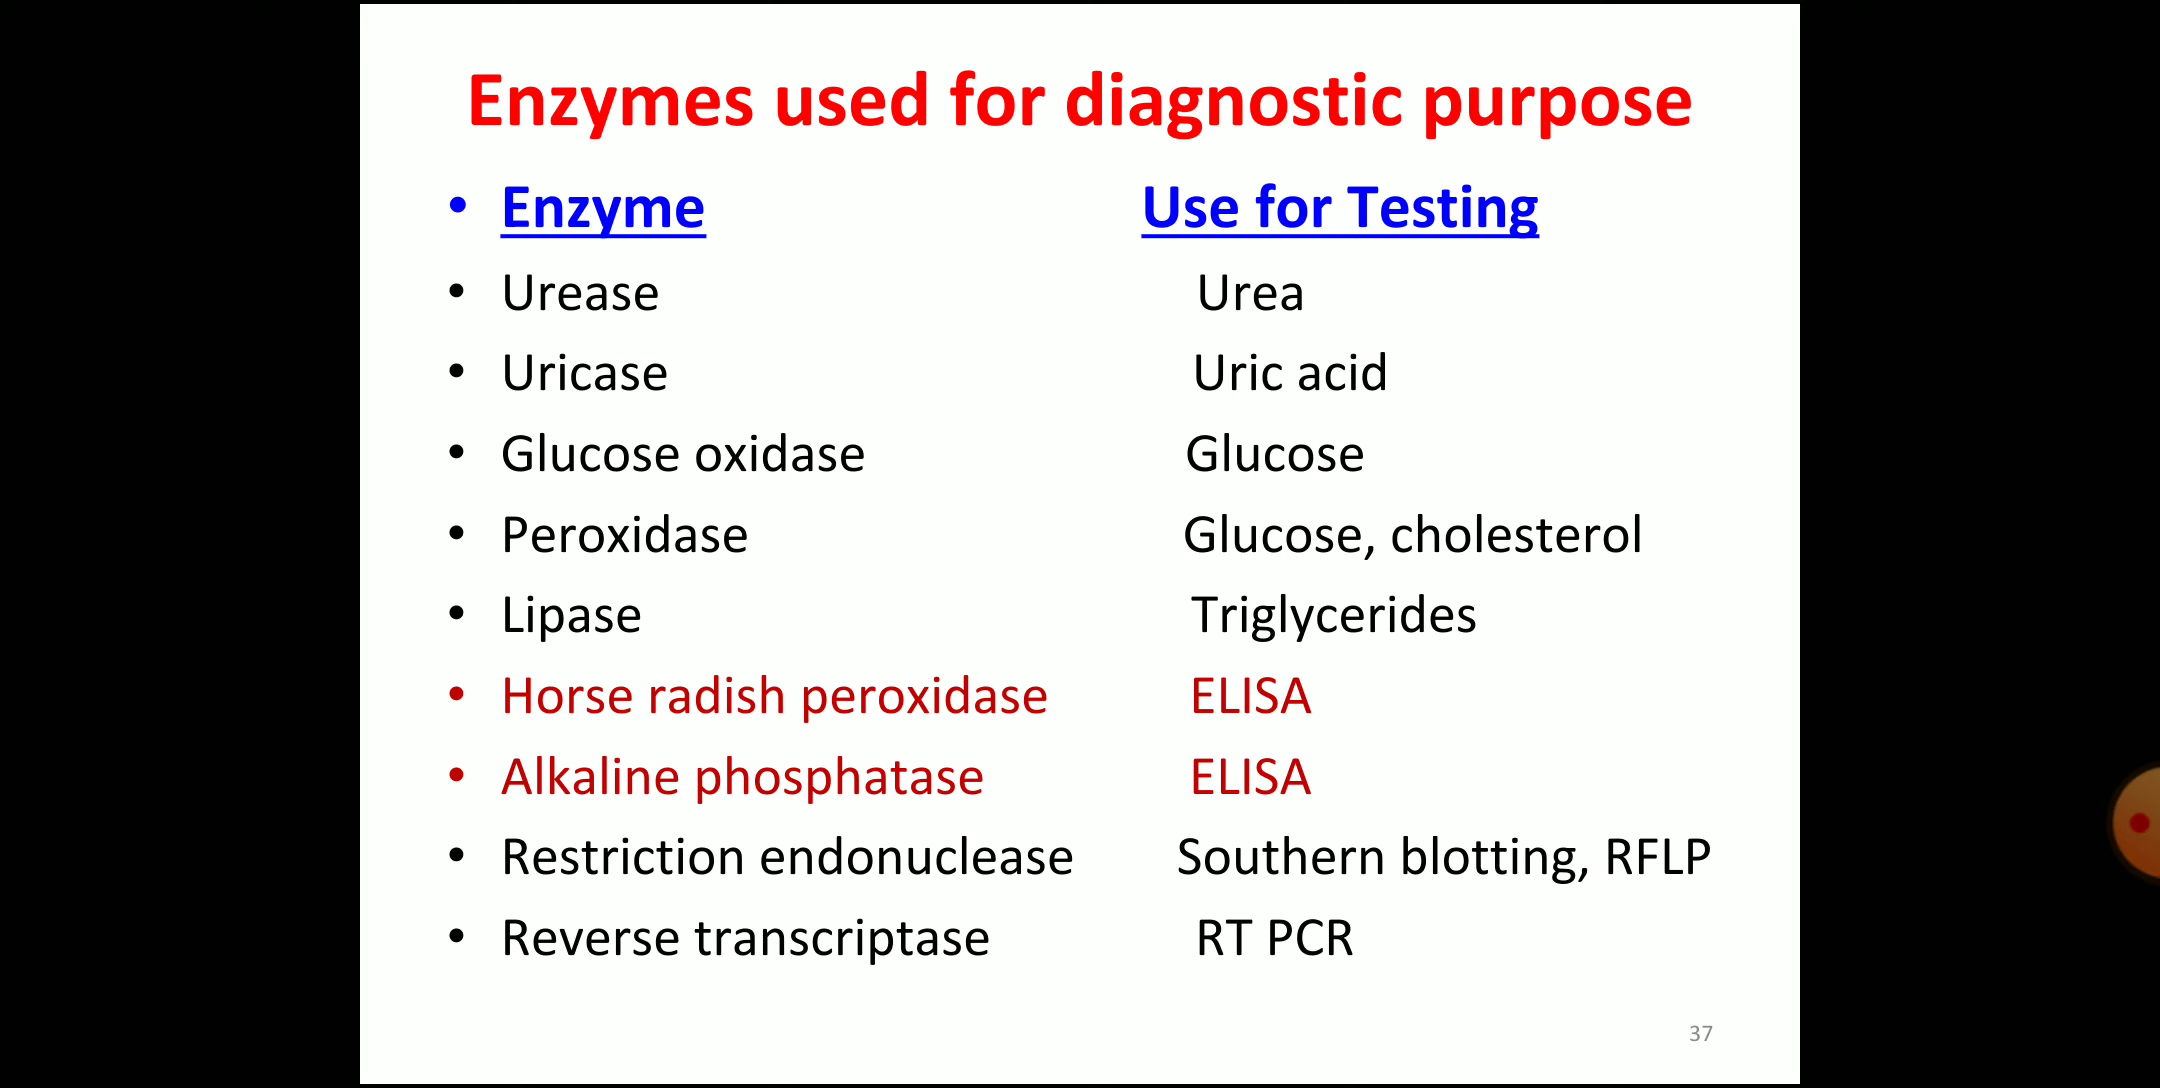 Enzymes used for diagnostic purpose
• Enzyme Use for Testing
• Urease Urea
• Uricase Uric acid
• Glucose oxidase Glucose
• Peroxidase Glucose, cholesterol
• Lipase Triglycerides
• Horse radish peroxidase ELISA
• Alkaline phosphatase ELISA
• Restriction endonuclease Southern blotting, RFLP
• Reverse transcriptase RT PCR
37